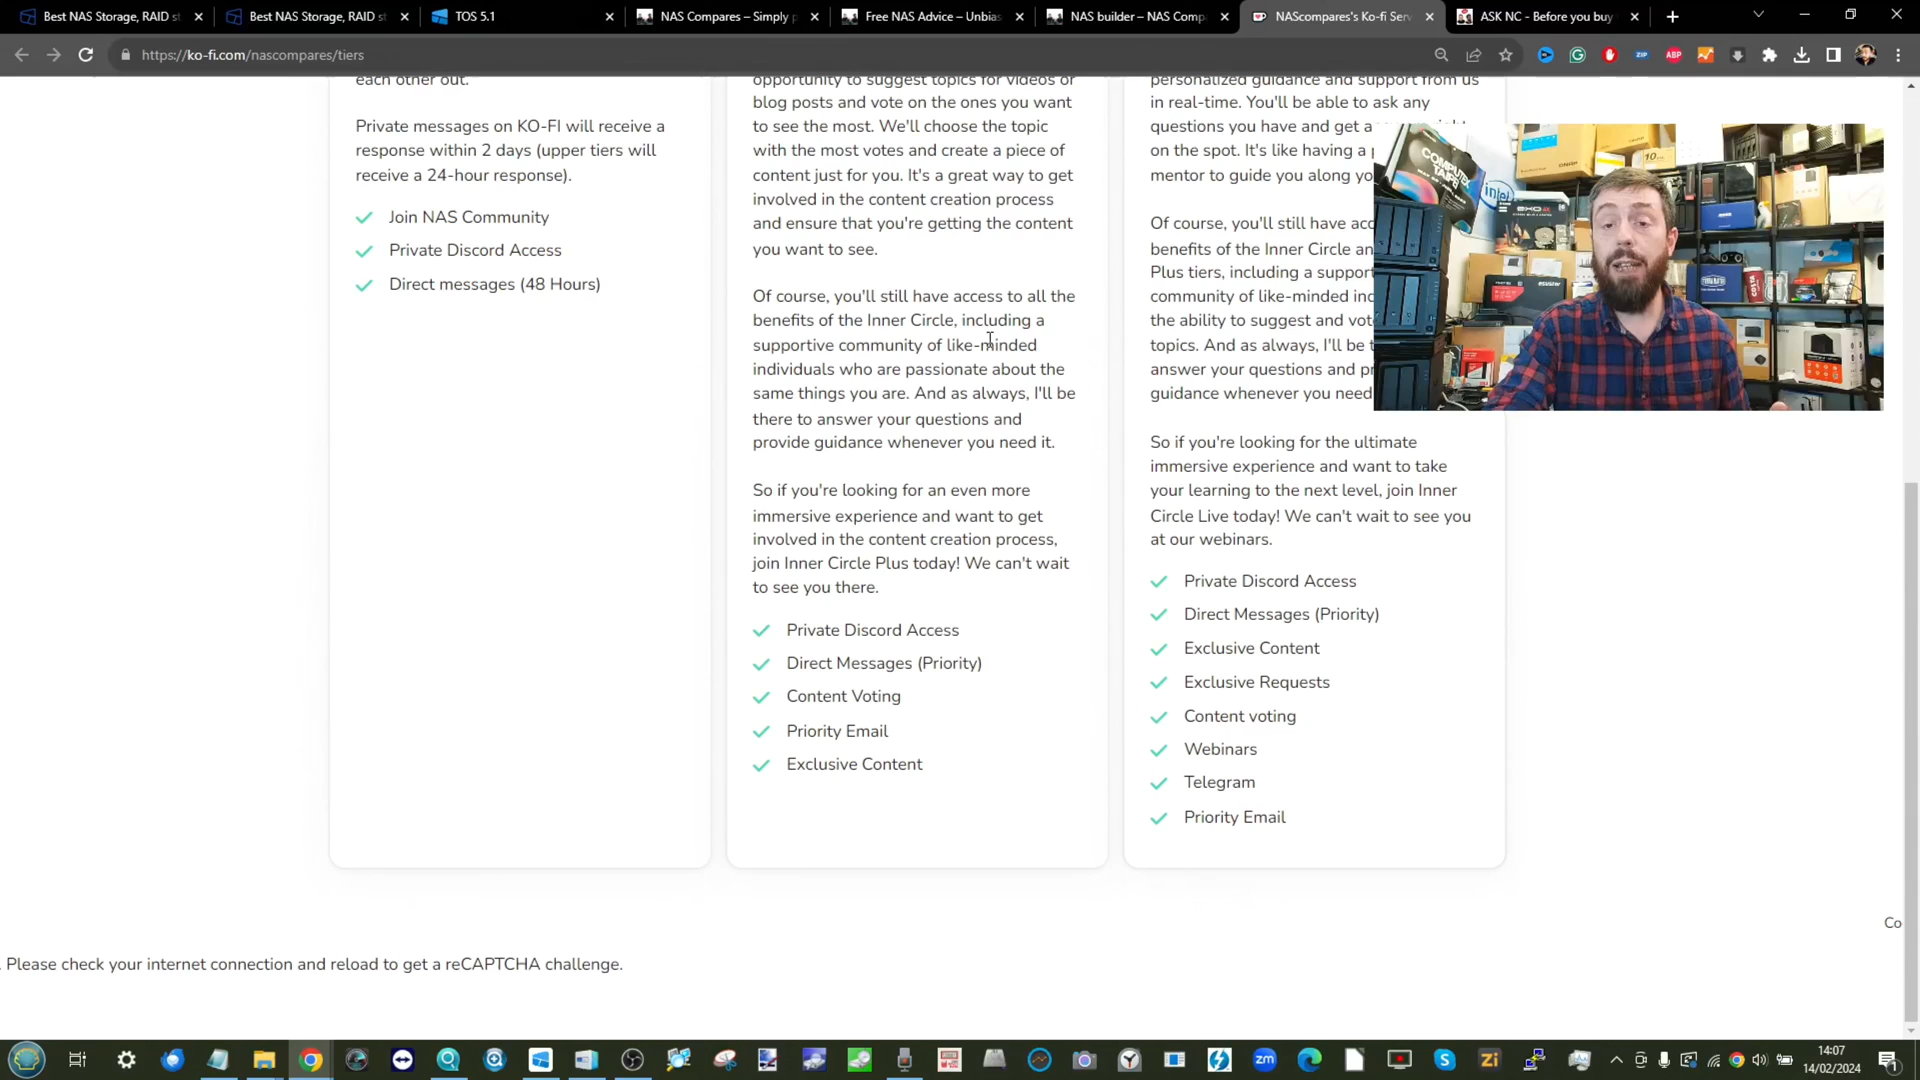 Best NAS Storage, RAID s
Best NAS Storage, RAID s
TOS 5.1
NAS Compares – Simply
Free NAS Advice – Unbia
NAS builder – NAS Comp
NAScompares's Ko-fi Ser
ASK NC - Before you buy
https://ko-fi.com/nascompares/tiers
each other out.
Private messages on KO-FI will receive a
response within 2 days (upper tiers will
receive a 24-hour response).
Join NAS Community
Private Discord Access
Direct messages (48 Hours)
opportunity to suggest topics for videos or
blog posts and vote on the ones you want
to see the most. We'll choose the topic
with the most votes and create a piece of
content just for you. It's a great way to get
involved in the content creation process
and ensure that you're getting the content
you want to see.
Of course, you'll still have access to all the
benefits of the Inner Circle, including a
supportive community of like-minded
individuals who are passionate about the
same things you are. And as always, I'll be
there to answer your questions and
provide guidance whenever you need it.
So if you're looking for an even more
immersive experience and want to get
involved in the content creation process,
join Inner Circle Plus today! We can't wait
to see you there.
Private Discord Access
Direct Messages (Priority)
Content Voting
Priority Email
Exclusive Content
personalized guidance and support from us
in real-time. You'll be able to ask any
questions you have and get a
on the spot. It's like having a
mentor to guide you along yo
Of course, you'll still have acc
benefits of the Inner Circle an
Plus tiers, including a support
community of like-minded ind
the ability to suggest and vot
topics. And as always, I'll be t
answer your questions and pr
guidance whenever you need
So if you're looking for the ultimate
immersive experience and want to take
your learning to the next level, join Inner
Circle Live today! We can't wait to see you
at our webinars.
Private Discord Access
Direct Messages (Priority)
Exclusive Content
Exclusive Requests
Content voting
Webinars
Telegram
Priority Email
COMPUTEX
TAIPEI
intel
10
COSTA
Co
. Please check your internet connection and reload to get a reCAPTCHA challenge.
ZIP
ABP
zm
Zi
14:07
14/02/2024
1